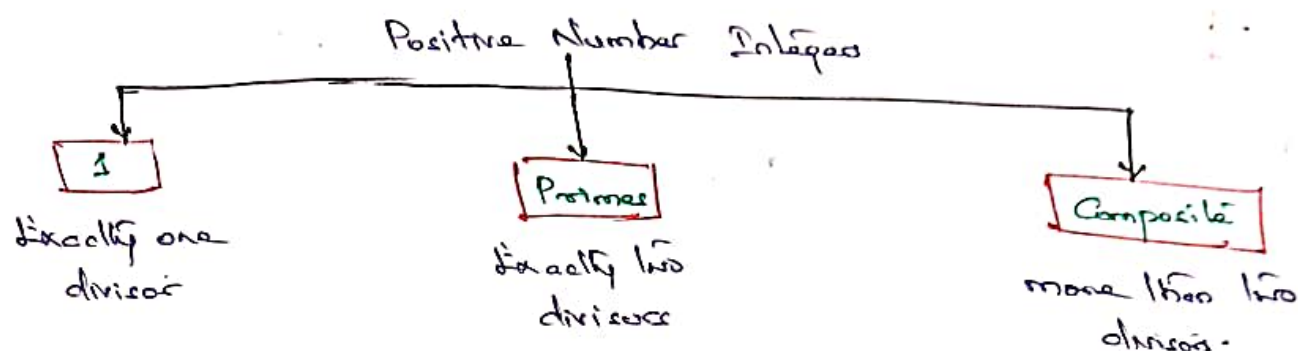 Positive Number Integers
1
Primes
Composite
Exactly one
divisor
Exactly two
divisors
more than two
divisors.